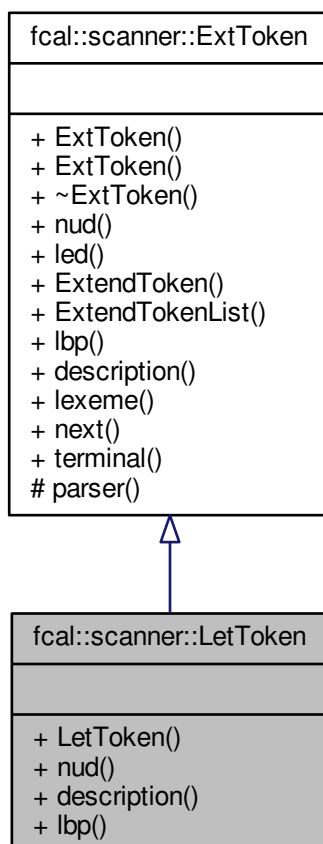 fcal::scanner::ExtToken
+ ExtToken()
+ ExtToken()
+ ~ExtToken()
+ nud()
+ led()
+ ExtendToken()
+ ExtendTokenList()
+ lbp()
+ description()
+ lexeme()
+ next()
+ terminal()
# parser()
fcal::scanner::LetToken
+ LetToken()
+ nud()
+ description()
+ lbp()